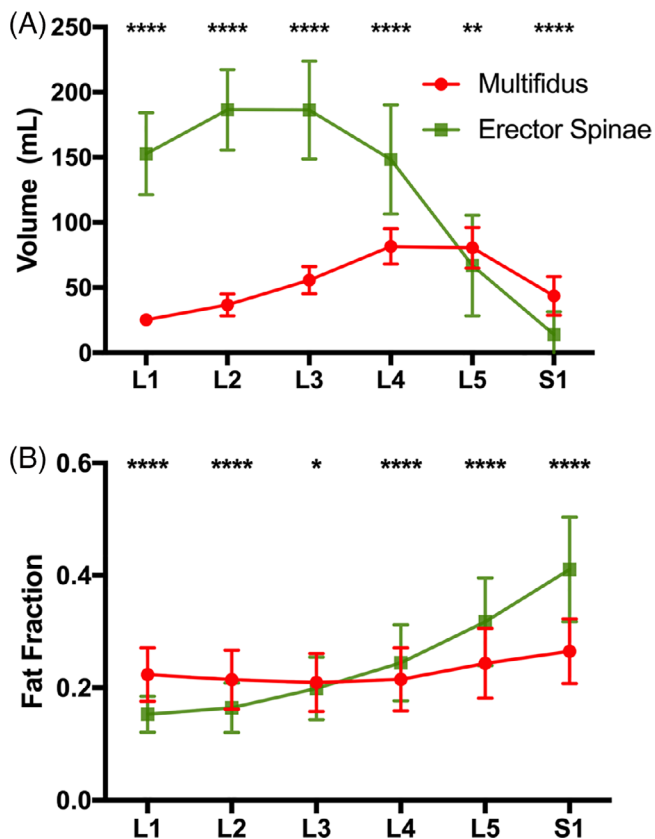 (A)
250
200
150
100
50
0
Volume (mL)
**** **** **** **** ** ****
Multifidus
Erector Spinae
L1 L2 L3 L4 L5 S1
(B)
0.6
0.4
0.2
0.0
Fat Fraction
**** **** * **** **** ****
L1 L2 L3 L4 L5 S1